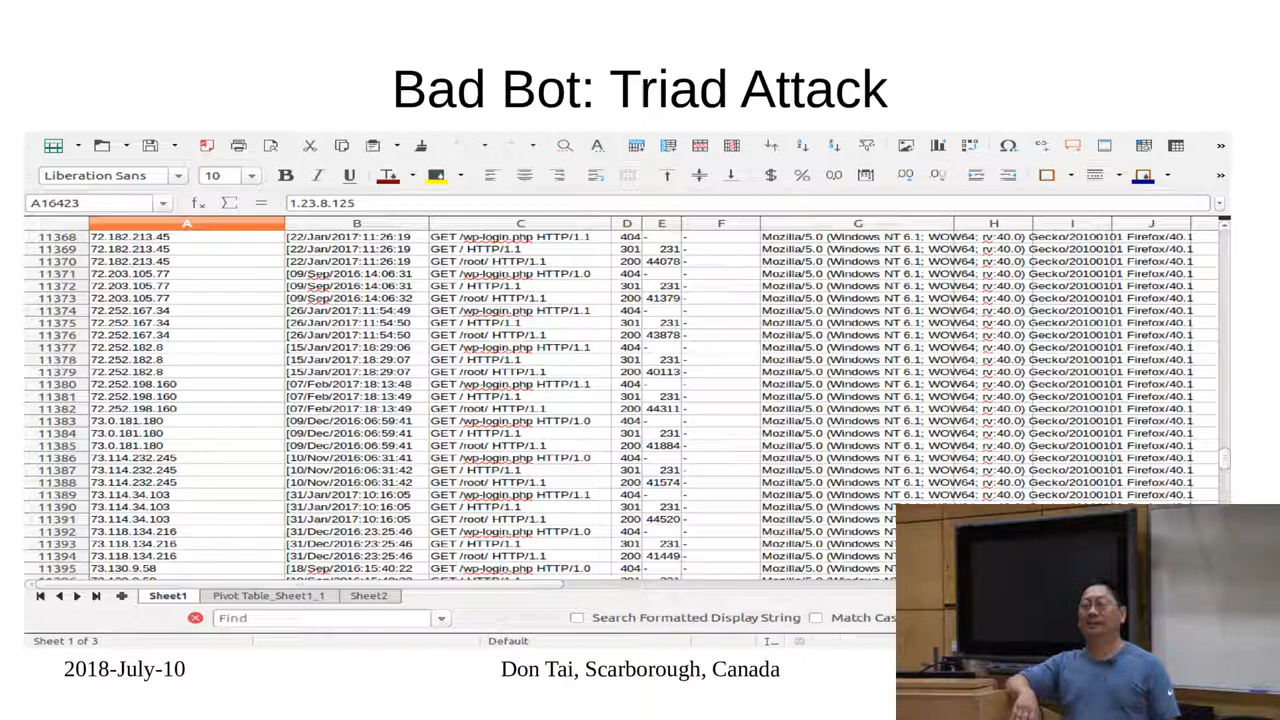 Bad Bot: Triad Attack
Liberation Sans 10
A16423 1.23.8.125
A B C D E F G H I J
11368 72.182.213.45 [22/Jan/2017:11:26:19 GET /wp-login.php HTTP/1.1 404 - Mozilla/5.0 (Windows NT 6.1; WOW64; rv:40.0) Gecko/20100101 Firefox/40.1
11369 72.182.213.45 [22/Jan/2017:11:26:19 GET / HTTP/1.1 301 231 - Mozilla/5.0 (Windows NT 6.1; WOW64; rv:40.0) Gecko/20100101 Firefox/40.1
11370 72.182.213.45 [22/Jan/2017:11:26:19 GET /root/ HTTP/1.1 200 44078 - Mozilla/5.0 (Windows NT 6.1; WOW64; rv:40.0) Gecko/20100101 Firefox/40.1
11371 72.203.105.77 [09/Sep/2016:14:06:31 GET /wp-login.php HTTP/1.0 404 - Mozilla/5.0 (Windows NT 6.1; WOW64; rv:40.0) Gecko/20100101 Firefox/40.1
11372 72.203.105.77 [09/Sep/2016:14:06:31 GET / HTTP/1.1 301 231 - Mozilla/5.0 (Windows NT 6.1; WOW64; rv:40.0) Gecko/20100101 Firefox/40.1
11373 72.203.105.77 [09/Sep/2016:14:06:32 GET /root/ HTTP/1.1 200 41379 - Mozilla/5.0 (Windows NT 6.1; WOW64; rv:40.0) Gecko/20100101 Firefox/40.1
11374 72.252.167.34 [26/Jan/2017:11:54:49 GET /wp-login.php HTTP/1.1 404 - Mozilla/5.0 (Windows NT 6.1; WOW64; rv:40.0) Gecko/20100101 Firefox/40.1
11375 72.252.167.34 [26/Jan/2017:11:54:50 GET / HTTP/1.1 301 231 - Mozilla/5.0 (Windows NT 6.1; WOW64; rv:40.0) Gecko/20100101 Firefox/40.1
11376 72.252.167.34 [26/Jan/2017:11:54:50 GET /root/ HTTP/1.1 200 43878 - Mozilla/5.0 (Windows NT 6.1; WOW64; rv:40.0) Gecko/20100101 Firefox/40.1
11377 72.252.182.8 [15/Jan/2017:18:29:06 GET /wp-login.php HTTP/1.1 404 - Mozilla/5.0 (Windows NT 6.1; WOW64; rv:40.0) Gecko/20100101 Firefox/40.1
11378 72.252.182.8 [15/Jan/2017:18:29:07 GET / HTTP/1.1 301 231 - Mozilla/5.0 (Windows NT 6.1; WOW64; rv:40.0) Gecko/20100101 Firefox/40.1
11379 72.252.182.8 [15/Jan/2017:18:29:07 GET /root/ HTTP/1.1 200 40113 - Mozilla/5.0 (Windows NT 6.1; WOW64; rv:40.0) Gecko/20100101 Firefox/40.1
11380 72.252.198.160 [07/Feb/2017:18:13:48 GET /wp-login.php HTTP/1.1 404 - Mozilla/5.0 (Windows NT 6.1; WOW64; rv:40.0) Gecko/20100101 Firefox/40.1
11381 72.252.198.160 [07/Feb/2017:18:13:49 GET / HTTP/1.1 301 231 - Mozilla/5.0 (Windows NT 6.1; WOW64; rv:40.0) Gecko/20100101 Firefox/40.1
11382 72.252.198.160 [07/Feb/2017:18:13:49 GET /root/ HTTP/1.1 200 44311 - Mozilla/5.0 (Windows NT 6.1; WOW64; rv:40.0) Gecko/20100101 Firefox/40.1
11383 73.0.181.180 [09/Dec/2016:06:59:41 GET /wp-login.php HTTP/1.0 404 - Mozilla/5.0 (Windows NT 6.1; WOW64; rv:40.0) Gecko/20100101 Firefox/40.1
11384 73.0.181.180 [09/Dec/2016:06:59:41 GET / HTTP/1.1 301 231 - Mozilla/5.0 (Windows NT 6.1; WOW64; rv:40.0) Gecko/20100101 Firefox/40.1
11385 73.0.181.180 [09/Dec/2016:06:59:41 GET /root/ HTTP/1.1 200 41884 - Mozilla/5.0 (Windows NT 6.1; WOW64; rv:40.0) Gecko/20100101 Firefox/40.1
11386 73.114.232.245 [10/Nov/2016:06:31:41 GET /wp-login.php HTTP/1.0 404 - Mozilla/5.0 (Windows NT 6.1; WOW64; rv:40.0) Gecko/20100101 Firefox/40.1
11387 73.114.232.245 [10/Nov/2016:06:31:42 GET / HTTP/1.1 301 231 - Mozilla/5.0 (Windows NT 6.1; WOW64; rv:40.0) Gecko/20100101 Firefox/40.1
11388 73.114.232.245 [10/Nov/2016:06:31:42 GET /root/ HTTP/1.1 200 41574 - Mozilla/5.0 (Windows NT 6.1; WOW64; rv:40.0) Gecko/20100101 Firefox/40.1
11389 73.114.34.103 [31/Jan/2017:10:16:05 GET /wp-login.php HTTP/1.1 404 - Mozilla/5.0 (Windows NT 6.1; WOW64; rv:40.0) Gecko/20100101 Firefox/40.1
11390 73.114.34.103 [31/Jan/2017:10:16:05 GET / HTTP/1.1 301 231 - Mozilla/5.0 (Windows NT
11391 73.114.34.103 [31/Jan/2017:10:16:05 GET /root/ HTTP/1.1 200 44520 - Mozilla/5.0 (Windows NT
11392 73.118.134.216 [31/Dec/2016:23:25:46 GET /wp-login.php HTTP/1.0 404 - Mozilla/5.0 (Windows NT
11393 73.118.134.216 [31/Dec/2016:23:25:46 GET / HTTP/1.1 301 231 - Mozilla/5.0 (Windows NT
11394 73.118.134.216 [31/Dec/2016:23:25:46 GET /root/ HTTP/1.1 200 41449 - Mozilla/5.0 (Windows NT
11395 73.130.9.58 [18/Sep/2016:15:40:22 GET /wp-login.php HTTP/1.0 404 - Mozilla/5.0 (Windows NT
Sheet1 Pivot Table_Sheet1_1 Sheet2
Find Search Formatted Display String Match Cas
Sheet 1 of 3 Default
2018-July-10 Don Tai, Scarborough, Canada